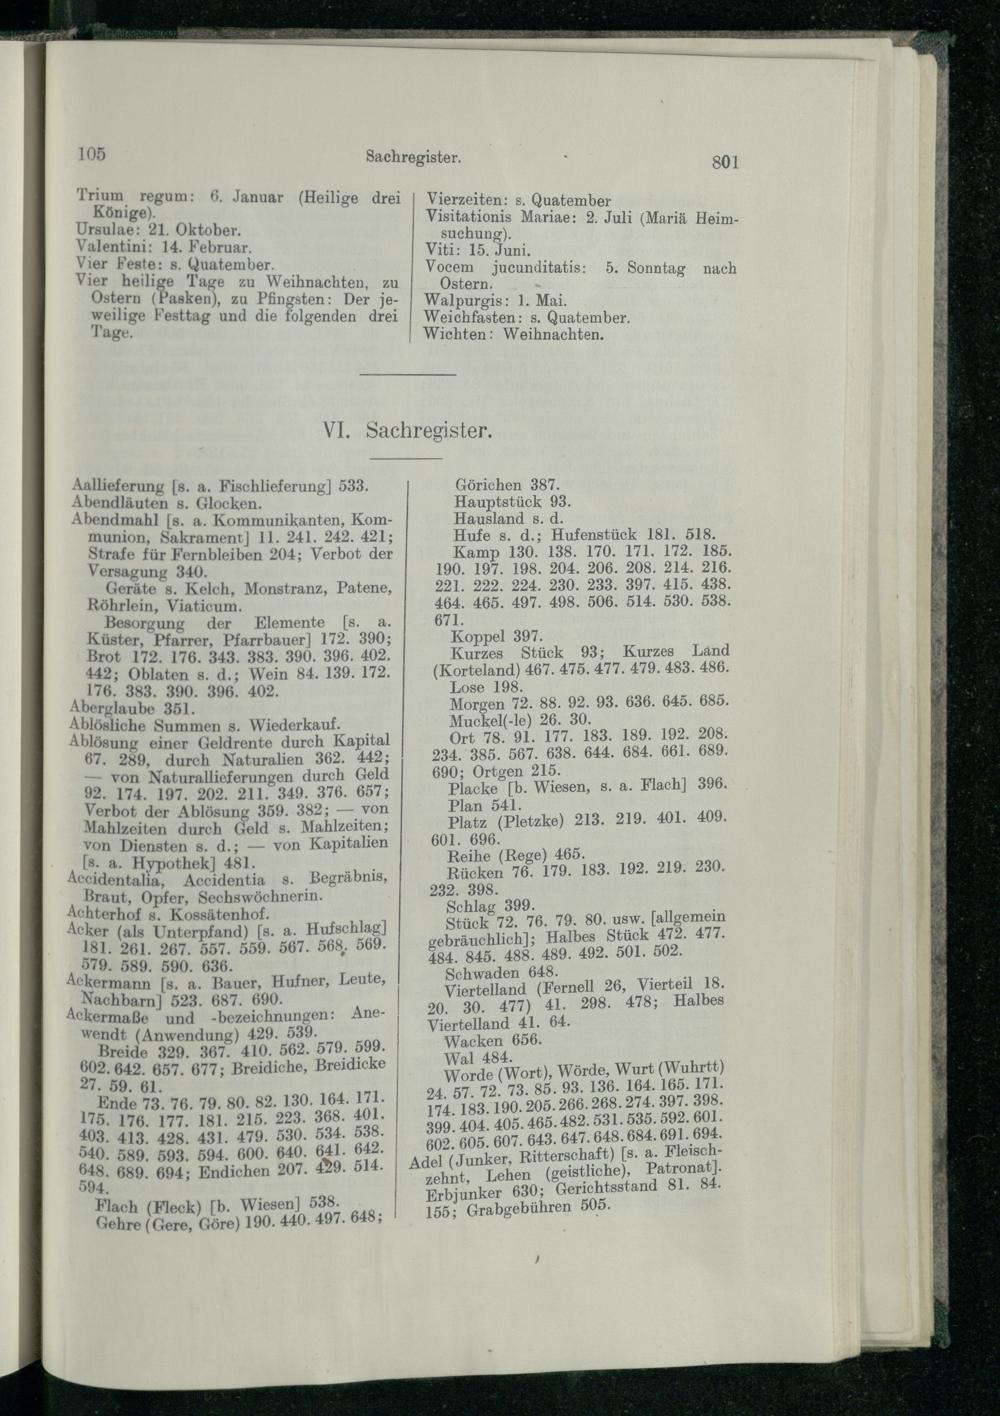 105 Sachregister. 801
Trium regum: 6. Januar (Heilige drei
Könige).
Ursulae: 21. Oktober.
Valentini: 14. Februar.
Vier Feste: s. Quatember.
Vier heilige Tage zu Weihnachten, zu
Ostern (Pasken), zu Pfingsten: Der je-
weilige Festtag und die folgenden drei
Tage.
Vierzeiten: s. Quatember
Visitationis Mariae: 2. Juli (Mariä Heim-
suchung).
Viti: 15. Juni.
Vocem jucunditatis: 5. Sonntag nach
Ostern.
Walpurgis: 1. Mai.
Weichfasten: s. Quatember.
Wichten: Weihnachten.
VI. Sachregister.
Aallieferung [s. a. Fischlieferung] 533.
Abendläuten s. Glocken.
Abendmahl [s. a. Kommunikanten, Kom-
munion, Sakrament] 11. 241. 242. 421;
Strafe für Fernbleiben 204; Verbot der
Versagung 340.
Geräte s. Kelch, Monstranz, Patene,
Röhrlein, Viaticum.
Besorgung der Elemente [s. a.
Küster, Pfarrer, Pfarrbauer] 172. 390;
Brot 172. 176. 343. 383. 390. 396. 402.
442; Oblaten s. d.; Wein 84. 139. 172.
176. 383. 390. 396. 402.
Aberglaube 351.
Ablösliche Summen s. Wiederkauf.
Ablösung einer Geldrente durch Kapital
67. 289, durch Naturalien 362. 442;
— von Naturallieferungen durch Geld
92. 174. 197. 202. 211. 349. 376. 657;
Verbot der Ablösung 359. 382; — von
Mahlzeiten durch Geld s. Mahlzeiten;
von Diensten s. d.; — von Kapitalien
[s. a. Hypothek] 481.
Accidentalia, Accidentia s. Begräbnis,
Braut, Opfer, Sechswöchnerin.
Achterhof s. Kossätenhof.
Acker (als Unterpfand) [s. a. Hufschlag]
181. 261. 267. 557. 559. 567. 568. 569.
579. 589. 590. 636.
Ackermann [s. a. Bauer, Hufner, Leute,
Nachbarn] 523. 687. 690.
Ackermaße und -bezeichnungen: Ane-
wendt (Anwendung) 429. 539.
Breide 329. 367. 410. 562. 579. 599.
602. 642. 657. 677; Breidiche, Breidicke
27. 59. 61.
Ende 73. 76. 79. 80. 82. 130. 164. 171.
175. 176. 177. 181. 215. 223. 368. 401.
403. 413. 428. 431. 479. 530. 534. 538.
540. 589. 593. 594. 600. 640. 641. 642.
648. 689. 694; Endichen 207. 429. 514.
594.
Flach (Fleck) [b. Wiesen] 538.
Gehre (Gere, Göre) 190. 440. 497. 648;
Görichen 387.
Hauptstück 93.
Hausland s. d.
Hufe s. d.; Hufenstück 181. 518.
Kamp 130. 138. 170. 171. 172. 185.
190. 197. 198. 204. 206. 208. 214. 216.
221. 222. 224. 230. 233. 397. 415. 438.
464. 465. 497. 498. 506. 514. 530. 538.
671.
Koppel 397.
Kurzes Stück 93; Kurzes Land
(Korteland) 467. 475. 477. 479. 483. 486.
Lose 198.
Morgen 72. 88. 92. 93. 636. 645. 685.
Muckel(-le) 26. 30.
Ort 78. 91. 177. 183. 189. 192. 208.
234. 385. 567. 638. 644. 684. 661. 689.
690; Ortgen 215.
Placke [b. Wiesen, s. a. Flach] 396.
Plan 541.
Platz (Pletzke) 213. 219. 401. 409.
601. 696.
Reihe (Rege) 465.
Rücken 76. 179. 183. 192. 219. 230.
232. 398.
Schlag 399.
Stück 72. 76. 79. 80. usw. [allgemein
gebräuchlich]; Halbes Stück 472. 477.
484. 845. 488. 489. 492. 501. 502.
Schwaden 648.
Viertelland (Fernell 26, Vierteil 18.
20. 30. 477) 41. 298. 478; Halbes
Viertelland 41. 64.
Wacken 656.
Wal 484.
Worde (Wort), Wörde, Wurt (Wuhrtt)
24. 57. 72. 73. 85. 93. 136. 164. 165. 171.
174. 183. 190. 205. 266. 268. 274. 397. 398.
399. 404. 405. 465. 482. 531. 535. 592. 601.
602. 605. 607. 643. 647. 648. 684. 691. 694.
Adel (Junker, Ritterschaft) [s. a. Fleisch-
zehnt, Lehen (geistliche), Patronat].
Erbjunker 630; Gerichtsstand 81. 84.
155; Grabgebühren 505.